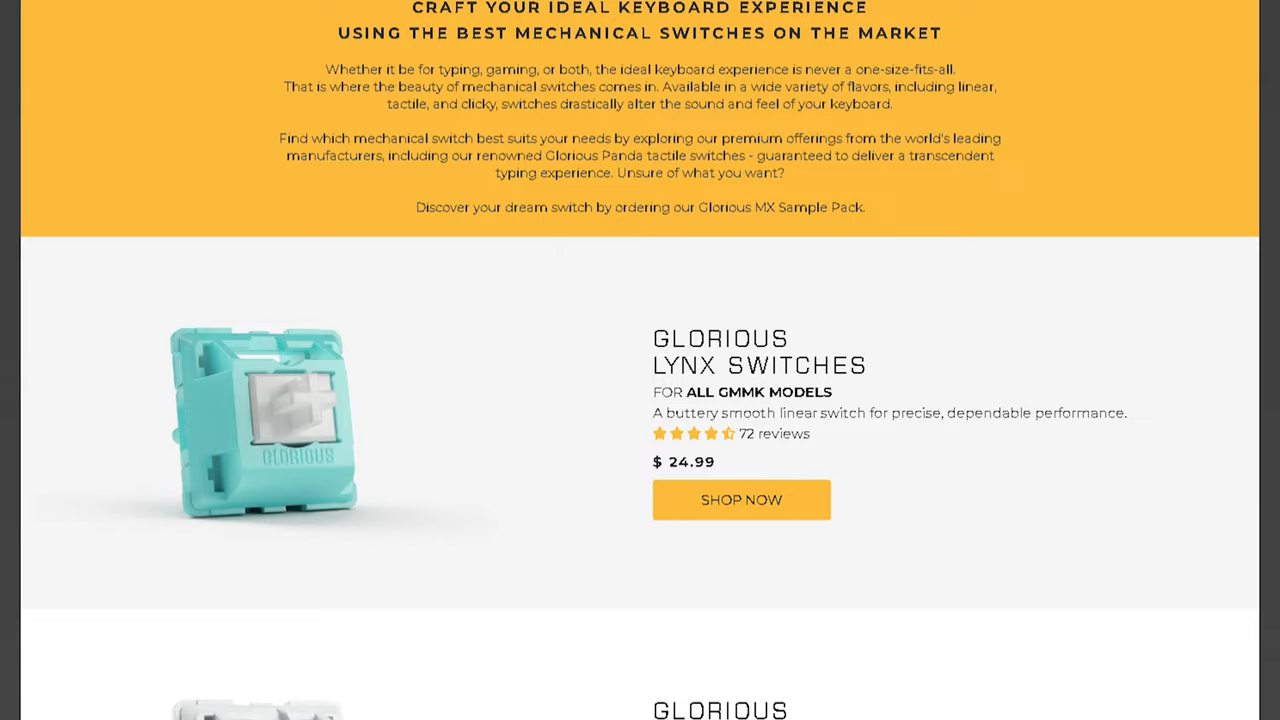 CRAFT YOUR IDEAL KEYBOARD EXPERIENCE
USING THE BEST MECHANICAL SWITCHES ON THE MARKET
Whether it be for typing, gaming, or both, the ideal keyboard experience is never a one-size-fits-all.
That is where the beauty of mechanical switches comes in. Available in a wide variety of flavors, including linear,
tactile, and clicky, switches drastically alter the sound and feel of your keyboard.
Find which mechanical switch best suits your needs by exploring our premium offerings from the world's leading
manufacturers, including our renowned Glorious Panda tactile switches - guaranteed to deliver a transcendent
typing experience. Unsure of what you want?
Discover your dream switch by ordering our Glorious MX Sample Pack.
GLORIOUS
GLORIOUS
LYNX SWITCHES
FOR ALL GMMK MODELS
A buttery smooth linear switch for precise, dependable performance.
72 reviews
$ 24.99
SHOP NOW
GLORIOUS